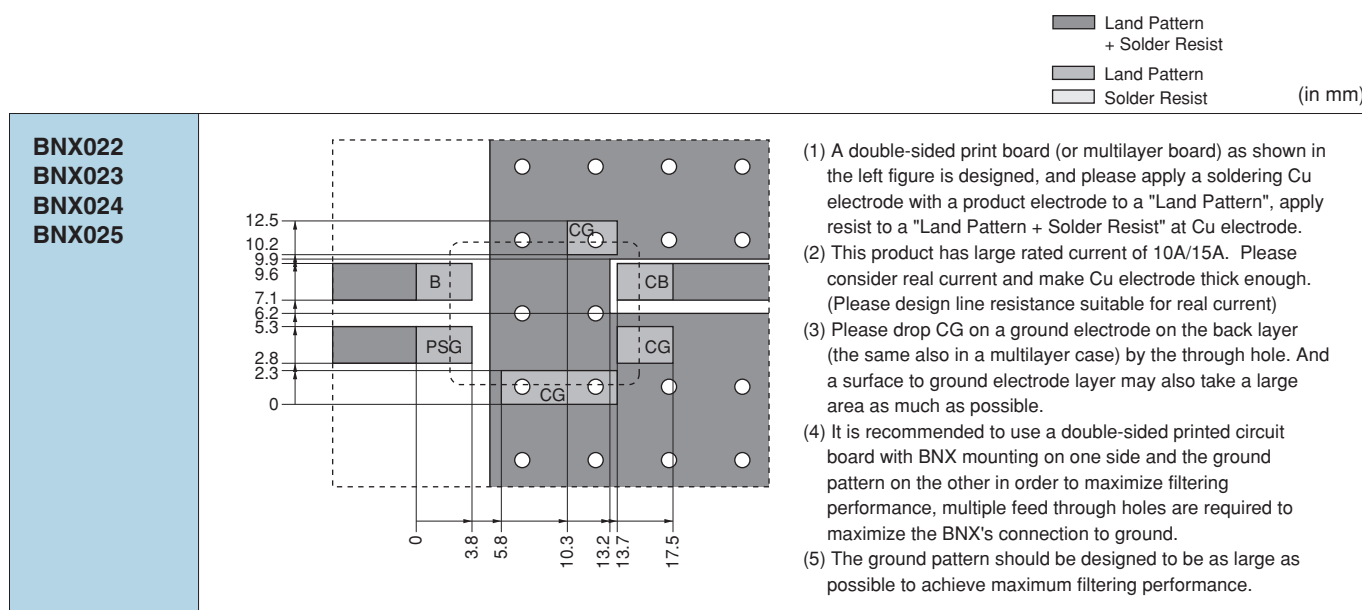 Land Pattern
+ Solder Resist
Land Pattern
Solder Resist
(in mm)
BNX022
BNX023
BNX024
BNX025
12.5
10.2
9.9
9.6
7.1
6.2
5.3
2.8
2.3
0
CG
B
CB
PSG
CG
CG
0
3.8
5.8
10.3
13.2
13.7
17.5
(1) A double-sided print board (or multilayer board) as shown in
the left figure is designed, and please apply a soldering Cu
electrode with a product electrode to a "Land Pattern", apply
resist to a "Land Pattern + Solder Resist" at Cu electrode.
(2) This product has large rated current of 10A/15A. Please
consider real current and make Cu electrode thick enough.
(Please design line resistance suitable for real current)
(3) Please drop CG on a ground electrode on the back layer
(the same also in a multilayer case) by the through hole. And
a surface to ground electrode layer may also take a large
area as much as possible.
(4) It is recommended to use a double-sided printed circuit
board with BNX mounting on one side and the ground
pattern on the other in order to maximize filtering
performance, multiple feed through holes are required to
maximize the BNX's connection to ground.
(5) The ground pattern should be designed to be as large as
possible to achieve maximum filtering performance.